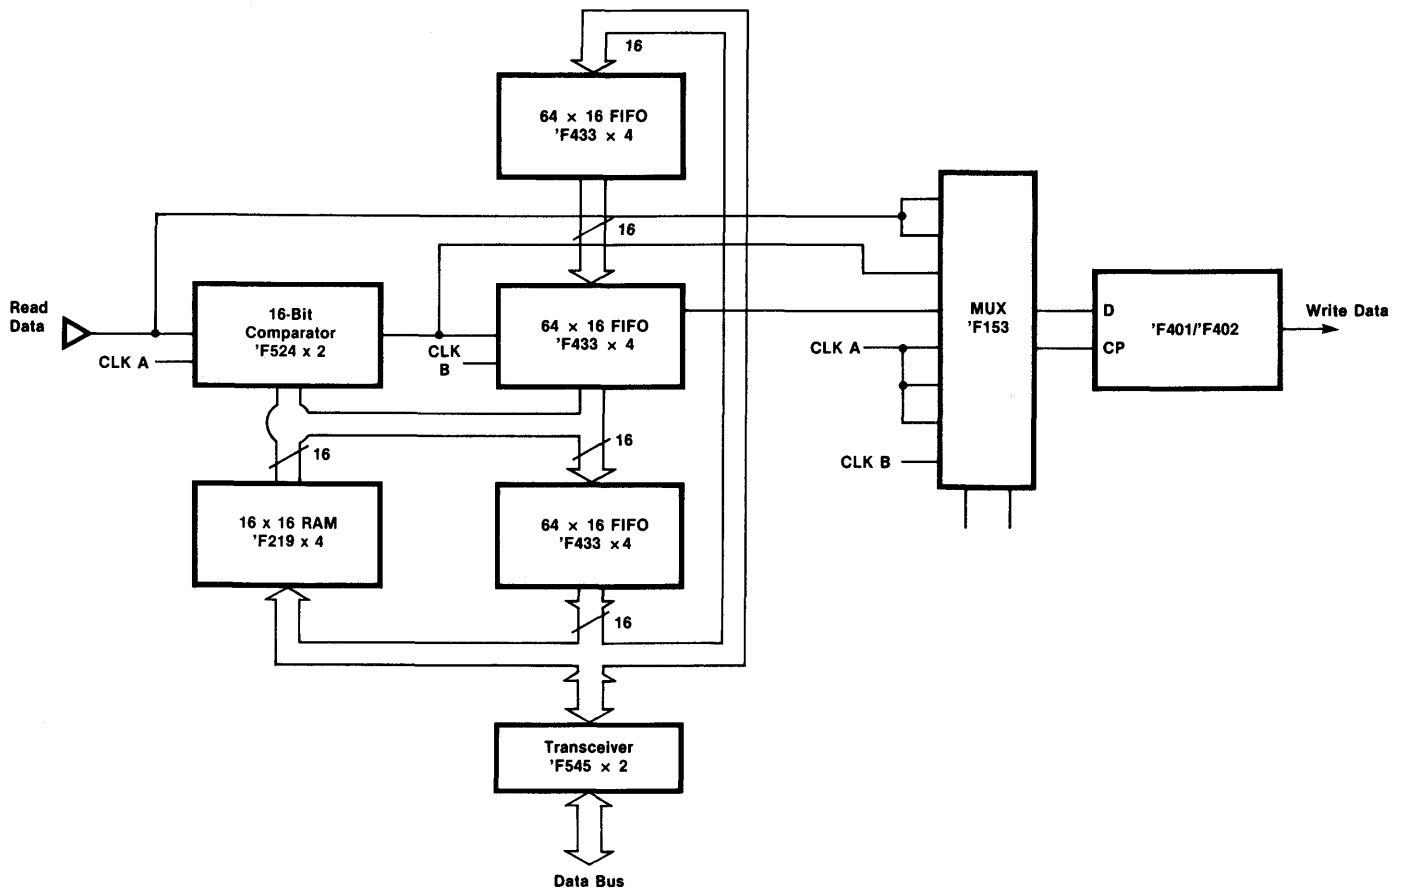 16
64 × 16 FIFO
'F433 × 4
16
Read
Data
CLK A
16-Bit
Comparator
'F524 x 2
CLK
B
64 × 16 FIFO
'F433 × 4
MUX
'F153
CLK A
CLK B
D
CP
'F401/'F402
Write Data
16
16
16 x 16 RAM
'F219 x 4
64 × 16 FIFO
'F433 ×4
16
Transceiver
'F545 × 2
Data Bus